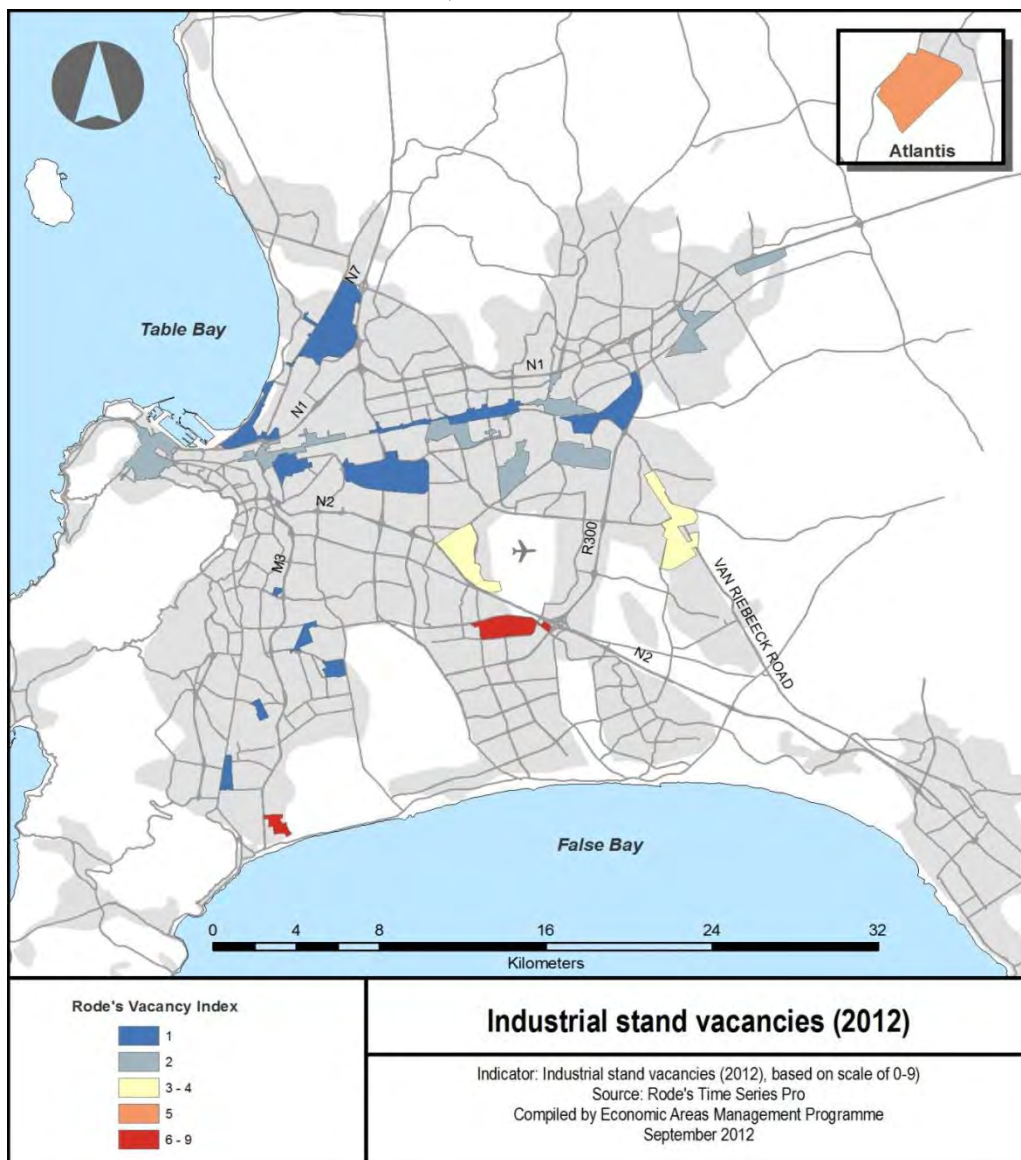 Atlantis
Table Bay
N7
N1
N1
N2
R300
M3
VAN RIEBEECK ROAD
N2
False Bay
0 4 8 16 24 32
Kilometers
Rode's Vacancy Index
1
2
3 - 4
5
6 - 9
Industrial stand vacancies (2012)
Indicator: Industrial stand vacancies (2012), based on scale of 0-9)
Source: Rode's Time Series Pro
Compiled by Economic Areas Management Programme
September 2012